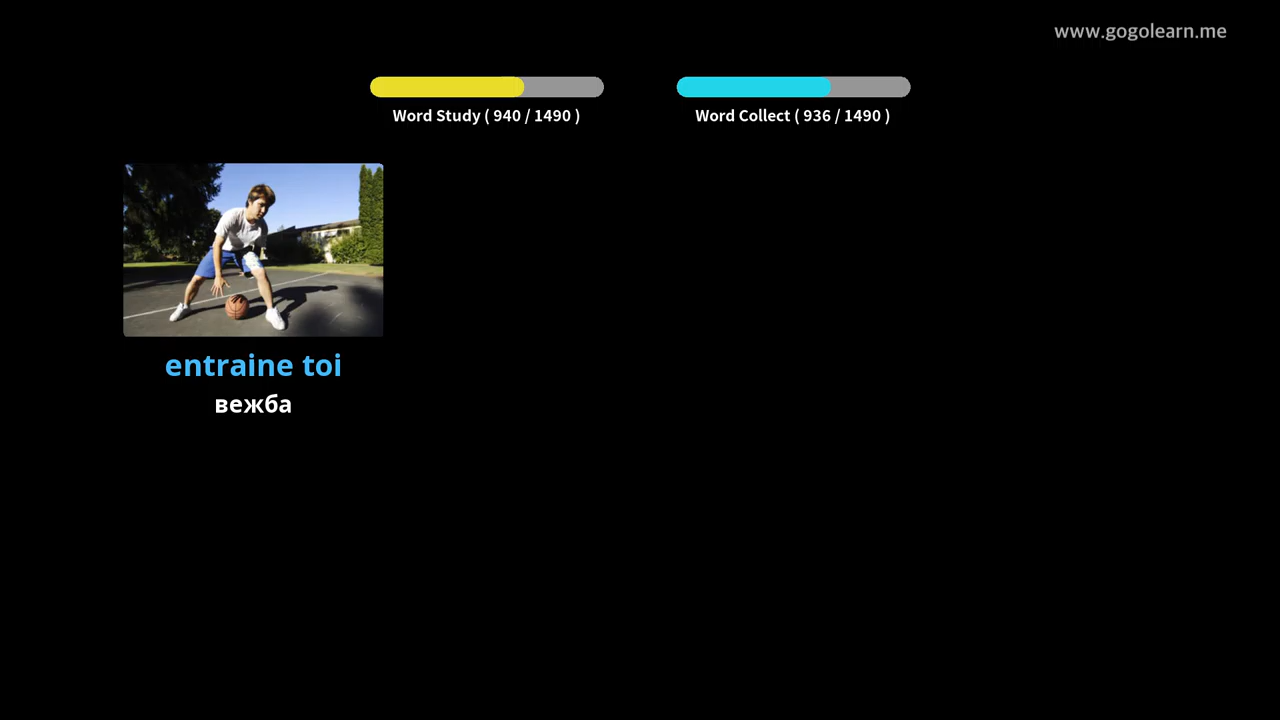 www.gogolearn.me
Word Study ( 940 / 1490 )
Word Collect ( 936 / 1490 )
entraine toi
вежба